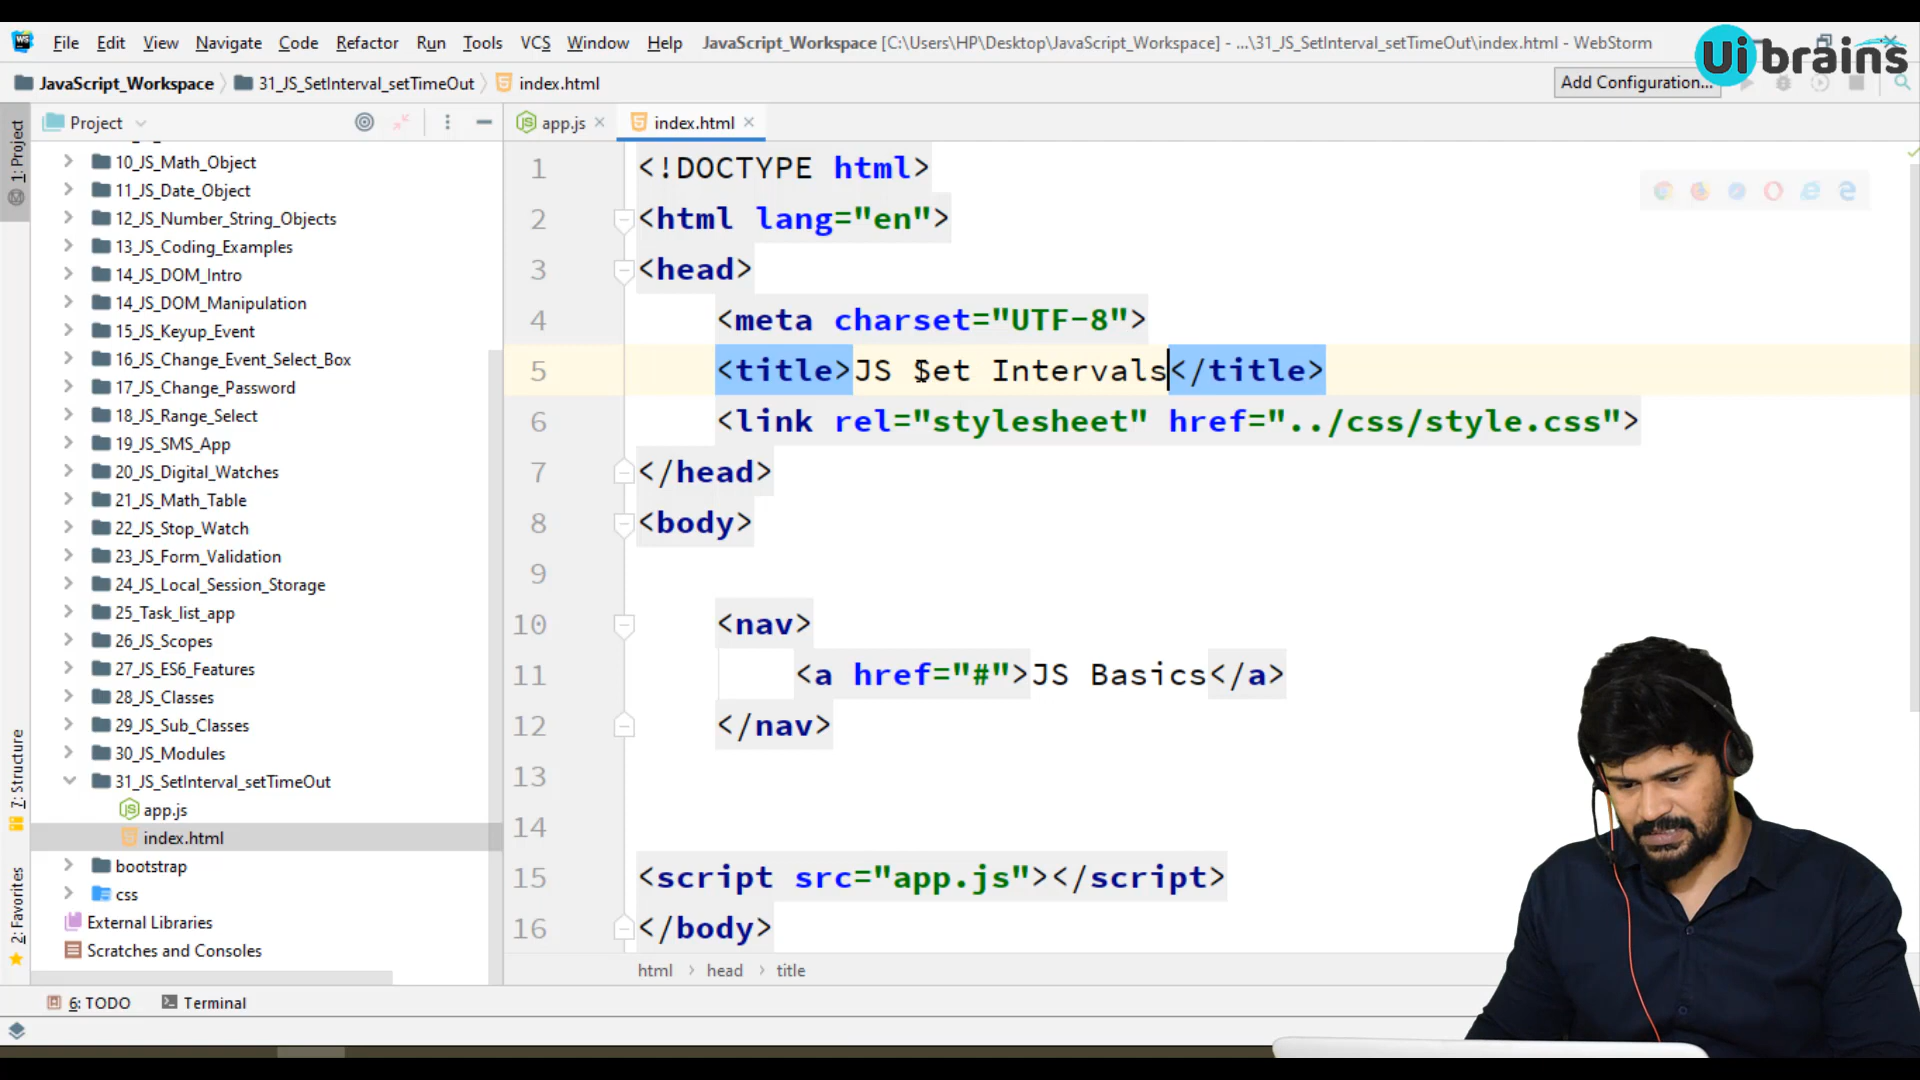 File Edit View Navigate Code Refactor Run Tools VCS Window Help JavaScript_Workspace [C:\Users\HP\Desktop\JavaScript_Workspace] - ...\31_JS_SetInterval_setTimeOut\index.html - WebStorm
Ui brains
JavaScript_Workspace 31_JS_SetInterval_setTimeOut index.html Add Configuration...
1: Project
Project
app.js index.html
10_JS_Math_Object
11_JS_Date_Object
12_JS_Number_String_Objects
13_JS_Coding_Examples
14_JS_DOM_Intro
14_JS_DOM_Manipulation
15_JS_Keyup_Event
16_JS_Change_Event_Select_Box
17_JS_Change_Password
18_JS_Range_Select
19_JS_SMS_App
20_JS_Digital_Watches
21_JS_Math_Table
22_JS_Stop_Watch
23_JS_Form_Validation
24_JS_Local_Session_Storage
25_Task_list_app
26_JS_Scopes
27_JS_ES6_Features
28_JS_Classes
29_JS_Sub_Classes
30_JS_Modules
31_JS_SetInterval_setTimeOut
app.js
index.html
bootstrap
css
External Libraries
Scratches and Consoles
7: Structure
2: Favorites
1 <!DOCTYPE html>
2 <html lang="en">
3 <head>
4 <meta charset="UTF-8">
5 <title>JS Set Intervals</title>
6 <link rel="stylesheet" href="../css/style.css">
7 </head>
8 <body>
9
10 <nav>
11 <a href="#">JS Basics</a>
12 </nav>
13
14
15 <script src="app.js"></script>
16 </body>
html head title
6: TODO Terminal